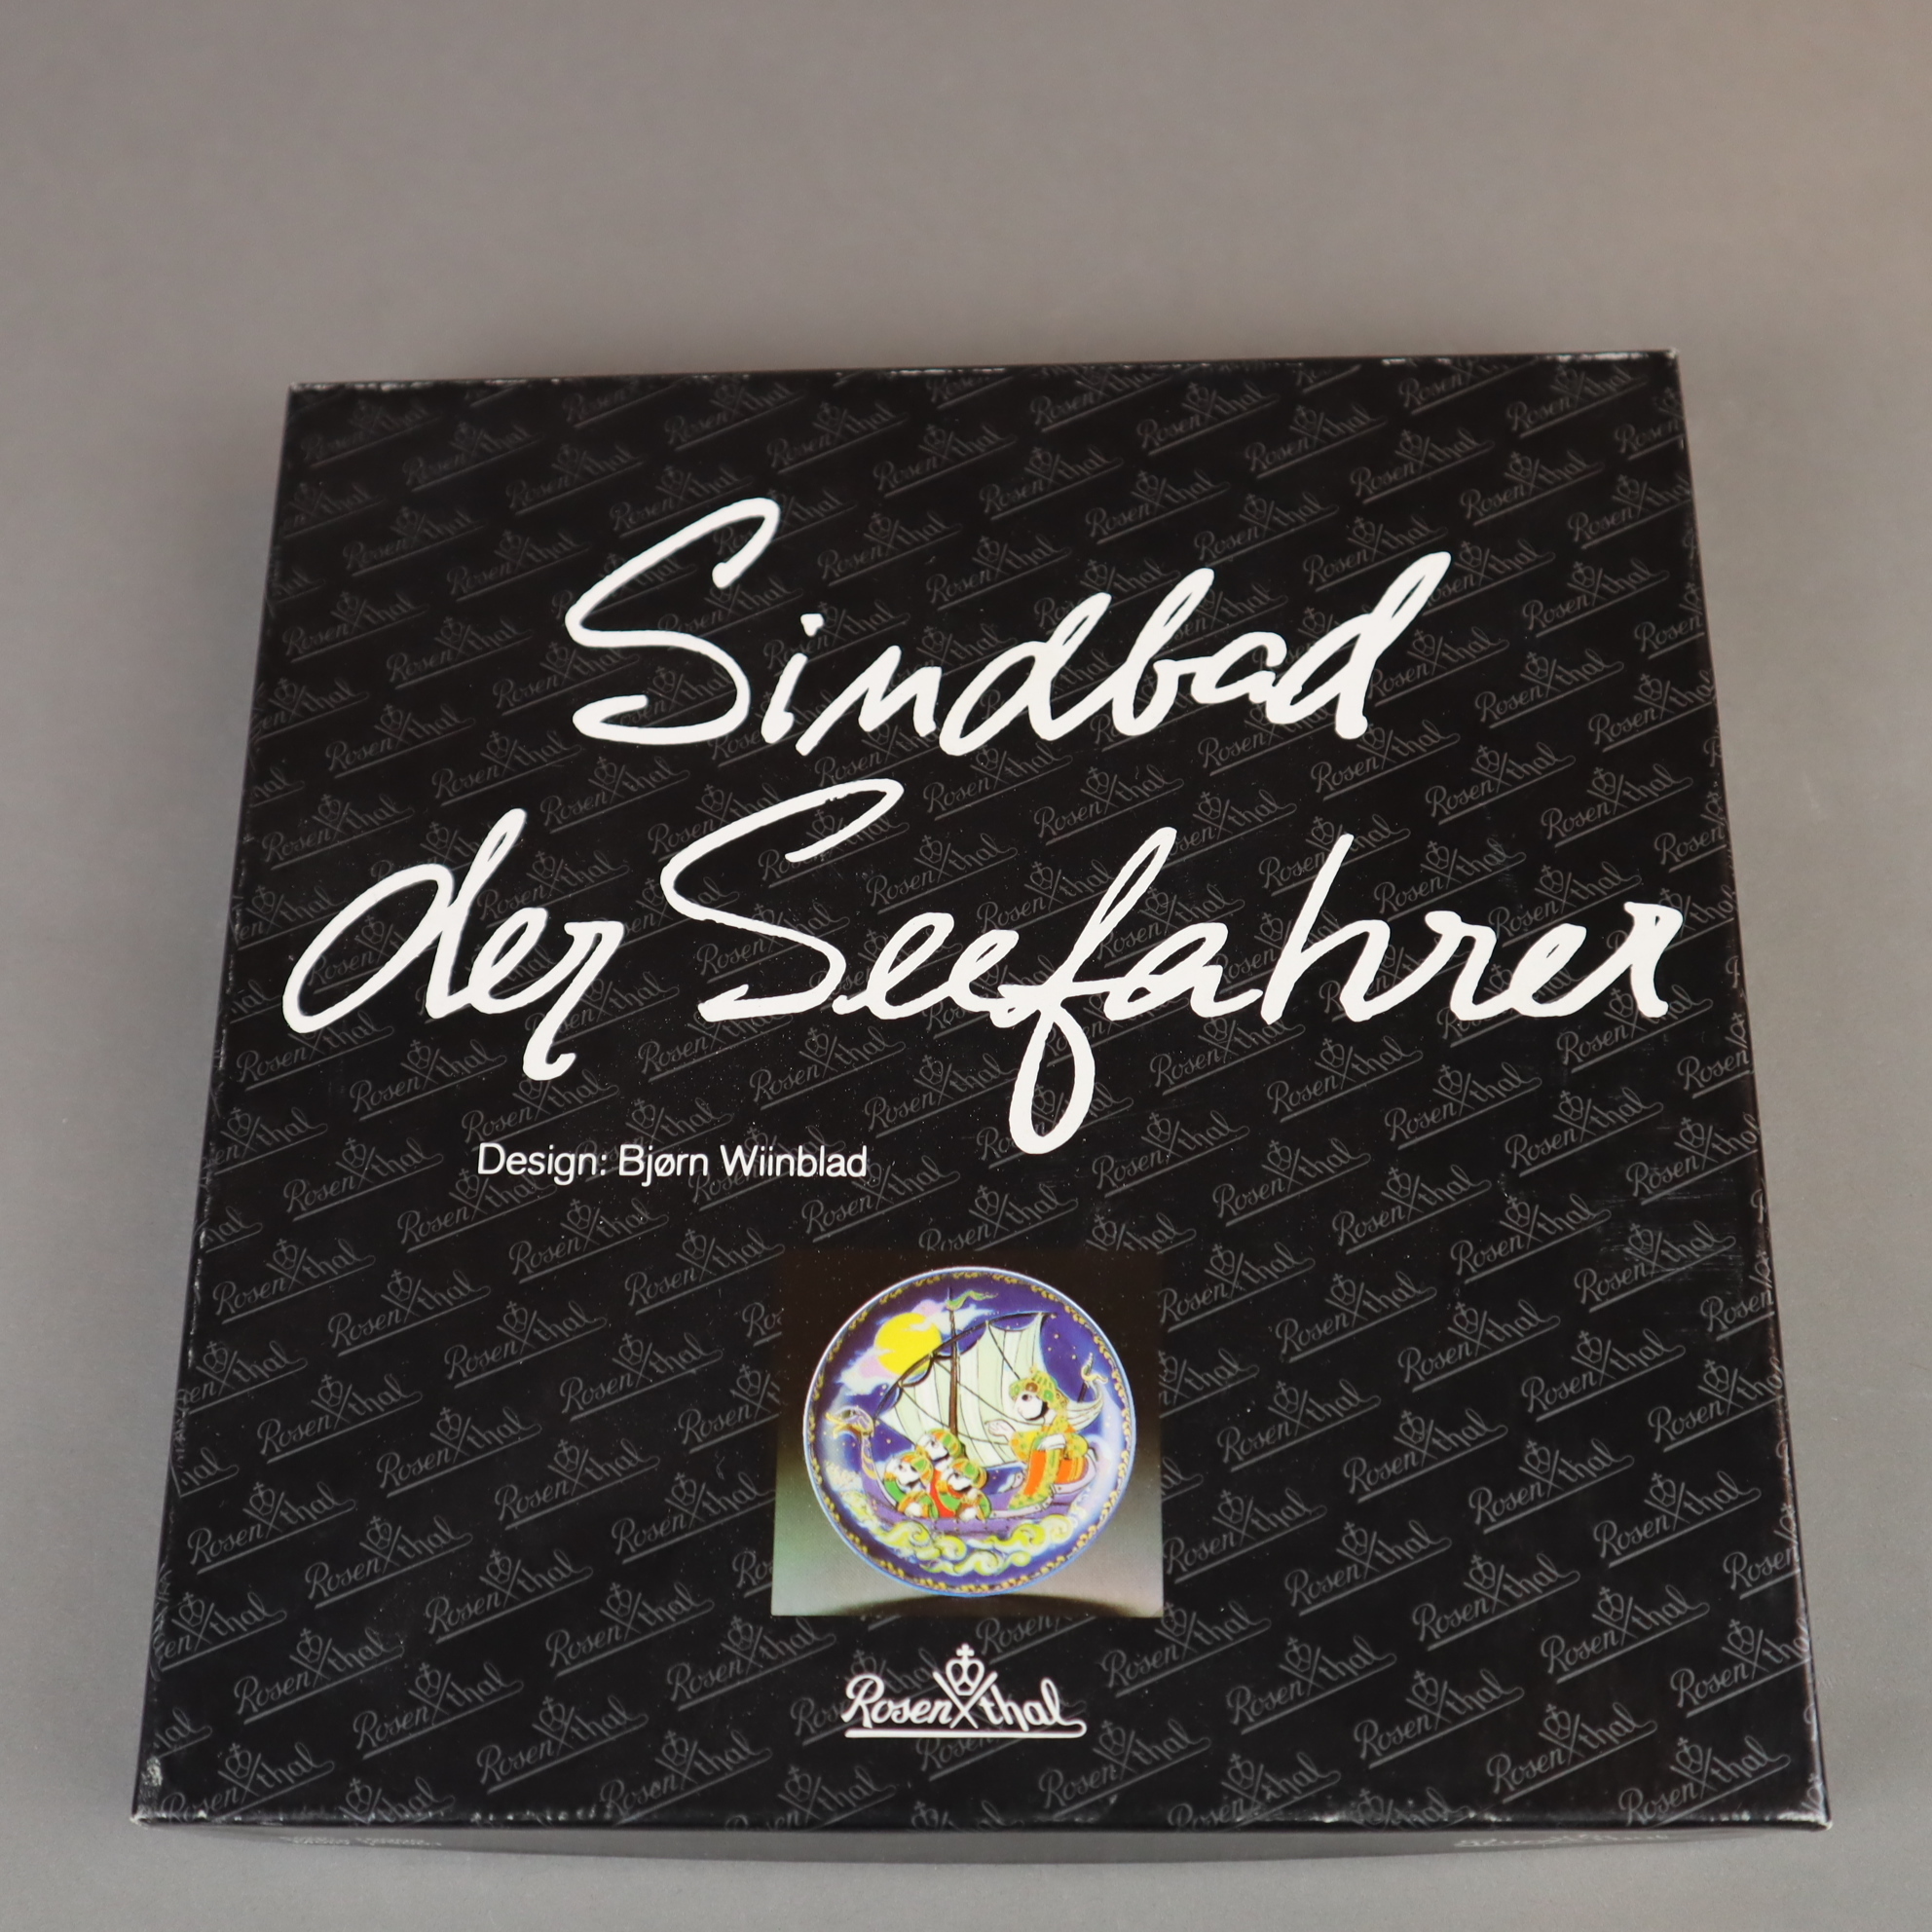 Sindbad
der Seefahrer
Design: Bjørn Wiinblad
Rosenthal